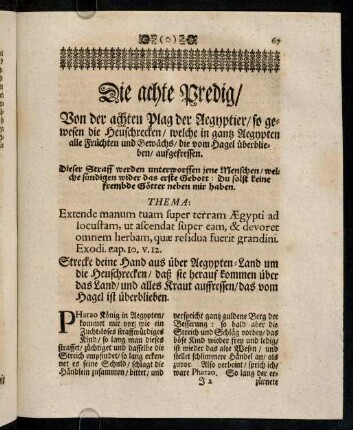 67
Die achte Predig/
Von der achten Plag der Aegyptier/ so ge-
wesen die Heuschrecken/ welche in gantz Aegypten
alle Früchten und Gewächs/ die vom Hagel überblie-
ben/ aufgefressen.
Dieser Straff werden unterworffen jene Menschen/ wel-
che sündigen wider das erste Gebott: Du solst keine
frembde Götter neben mir haben.
THEMA:
Extende manum tuam super terram Ægypti ad
locustam, ut ascendat super eam, & devoret
omnem herbam, quæ residua fuerit grandini.
Exodi. cap. 10. v. 12.
Strecke deine Hand aus über Aegypten-Land um
die Heuschrecken/ daß sie herauf kommen über
das Land/ und alles Kraut auffressen/ das vom
Hagel ist überblieben.
PHarao König in Aegypten/
kommet mir vor/ wie ein
Zuchtloses straffwürdiges
Kind/ so lang man dieses
straffet/ züchtiget und dasselbe die
Streich empfindet/ so lang erken-
net es seine Schuld/ schlagt die
Händlein zusammen/ bittet/ und
verspricht gantz guldene Berg der
Besserung: so bald aber die
Streich und Schläg vorbey/ das
böse Kind wieder frey und ledig/
ist wieder das alte Wesen/ und
stellet schlimmere Händel an/ als
zuvor. Also verbeint/ sprich ich/
ware Pharao. So lang der er-
J 2
zürnete